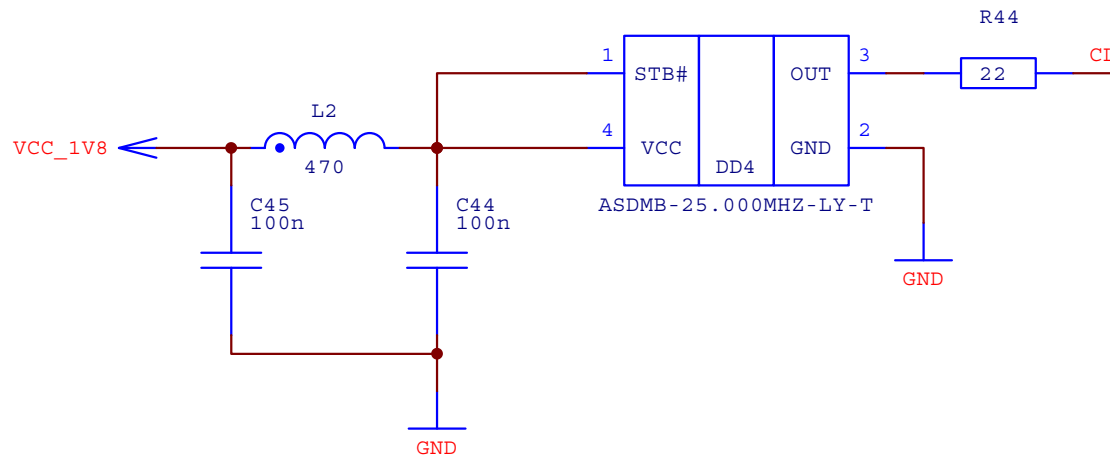 R44
1
STB#
OUT
3
22
CL
L2
VCC_1V8
470
4
VCC
GND
2
DD4
ASDMB-25.000MHZ-LY-T
C45
100n
C44
100n
GND
GND